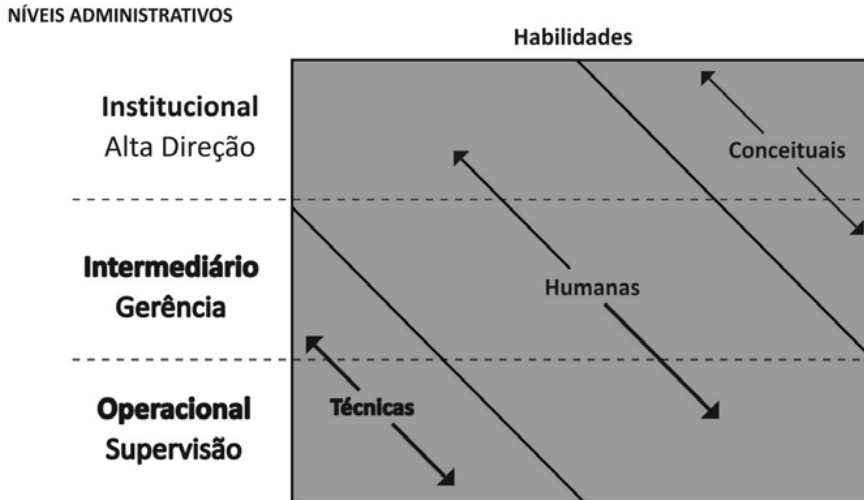 NÍVEIS ADMINISTRATIVOS
Habilidades
Institucional
Alta Direção
Conceituais
Intermediário
Gerência
Humanas
Operacional
Supervisão
Técnicas